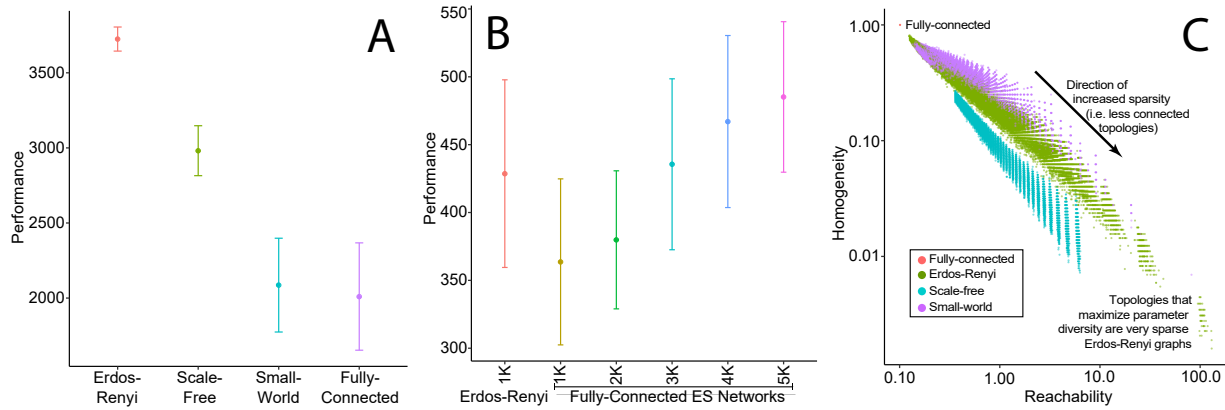 A
Performance
3500
3000
2500
2000
Erdos-
Renyi
Scale-
Free
Small-
World
Fully-
Connected
B
Performance
550
500
450
400
350
300
1K
1K
2K
3K
4K
5K
Erdos-Renyi
Fully-Connected ES Networks
C
Homogeneity
1.00
0.10
0.01
Fully-connected
Direction of
increased sparsity
(i.e. less connected
topologies)
Fully-connected
Erdos-Renyi
Scale-free
Small-world
Topologies that
maximize parameter
diversity are very sparse
Erdos-Renyi graphs
0.10
1.00
10.0
100.0
Reachability